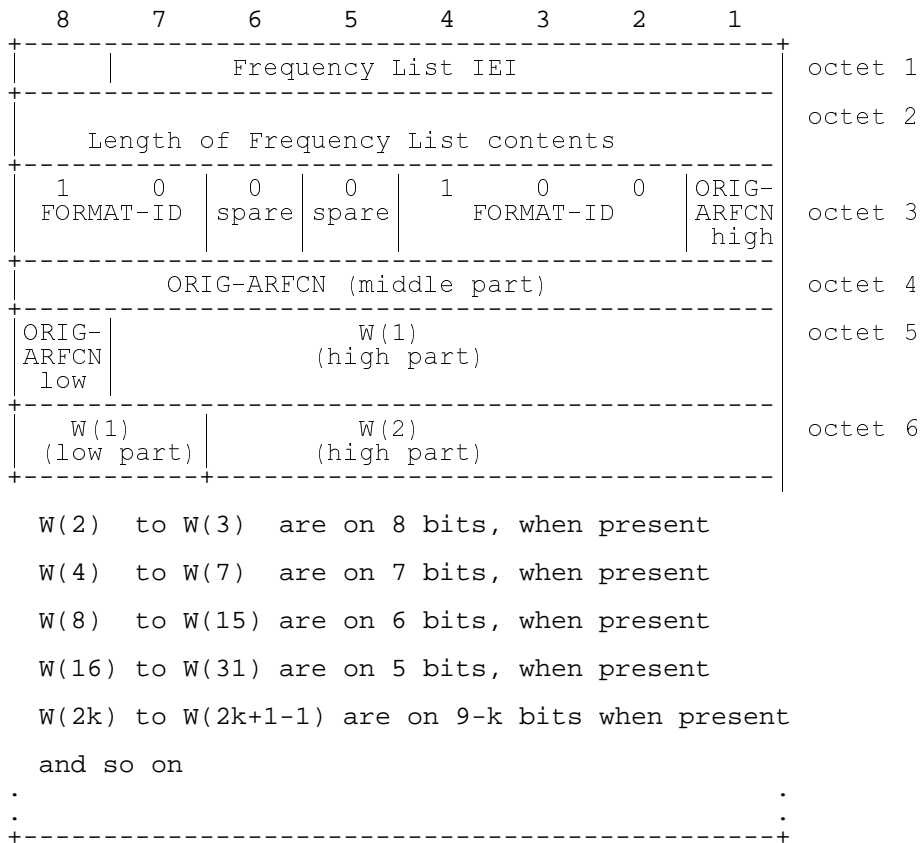 8 7 6 5 4 3 2 1
Frequency List IEI octet 1
octet 2
Length of Frequency List contents
1 0 0 0 1 0 0 ORIG-
FORMAT-ID spare spare FORMAT-ID ARFCN octet 3
high
ORIG-ARFCN (middle part) octet 4
ORIG- W(1) octet 5
ARFCN (high part)
low
W(1) W(2) octet 6
(low part) (high part)
W(2) to W(3) are on 8 bits, when present
W(4) to W(7) are on 7 bits, when present
W(8) to W(15) are on 6 bits, when present
W(16) to W(31) are on 5 bits, when present
W(2k) to W(2k+1-1) are on 9-k bits when present
and so on
. .
. .